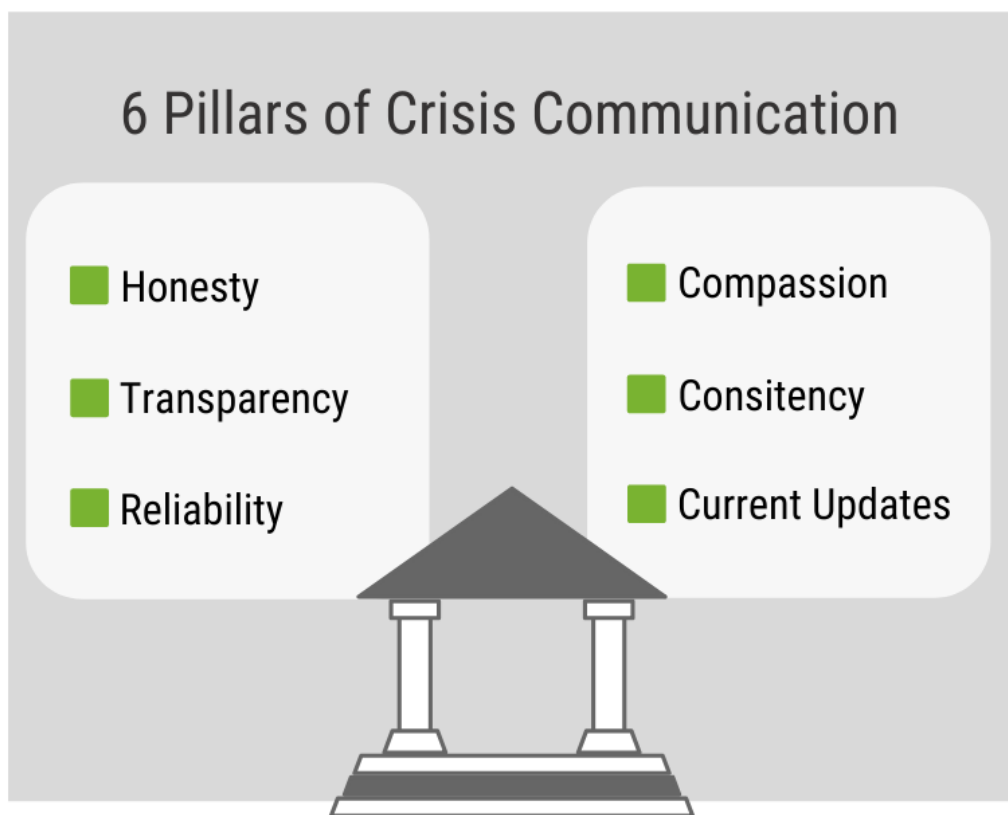 6 Pillars of Crisis Communication
Honesty
Transparency
Reliability
Compassion
Consitency
Current Updates